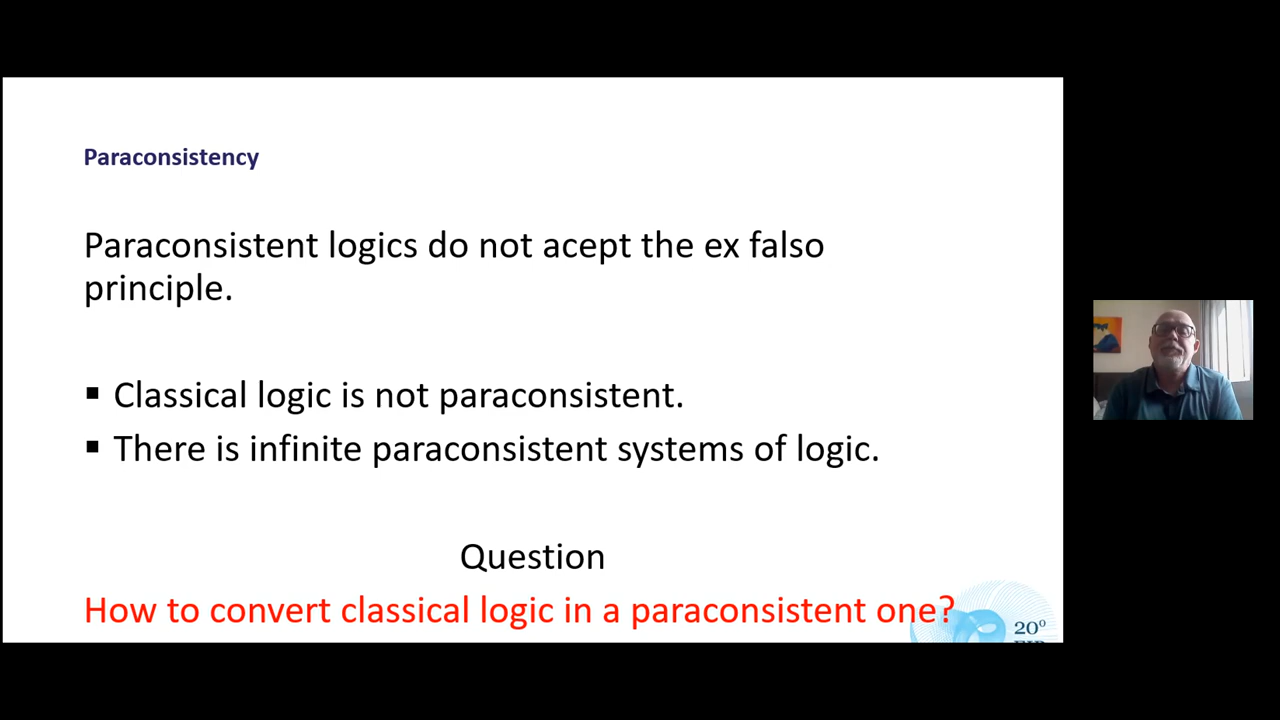 Paraconsistency
Paraconsistent logics do not acept the ex falso
principle.
▪ Classical logic is not paraconsistent.
▪ There is infinite paraconsistent systems of logic.
Question
How to convert classical logic in a paraconsistent one?
20º